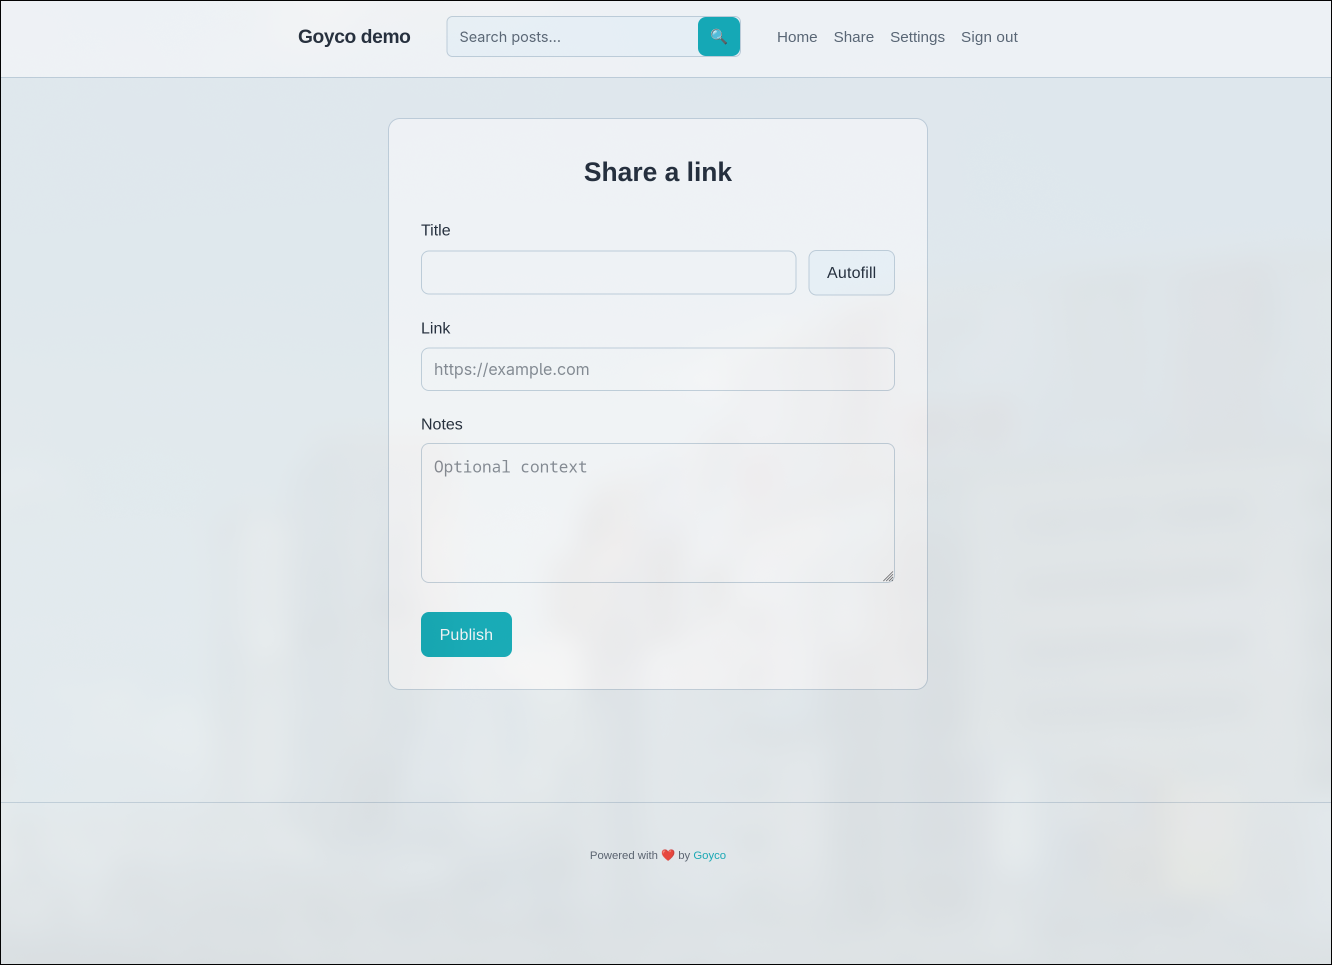 Goyco demo
Search posts...
🔍
Home Share Settings Sign out
Share a link
Title
Autofill
Link
https://example.com
Notes
Optional context
Publish
Powered with ❤️ by Goyco